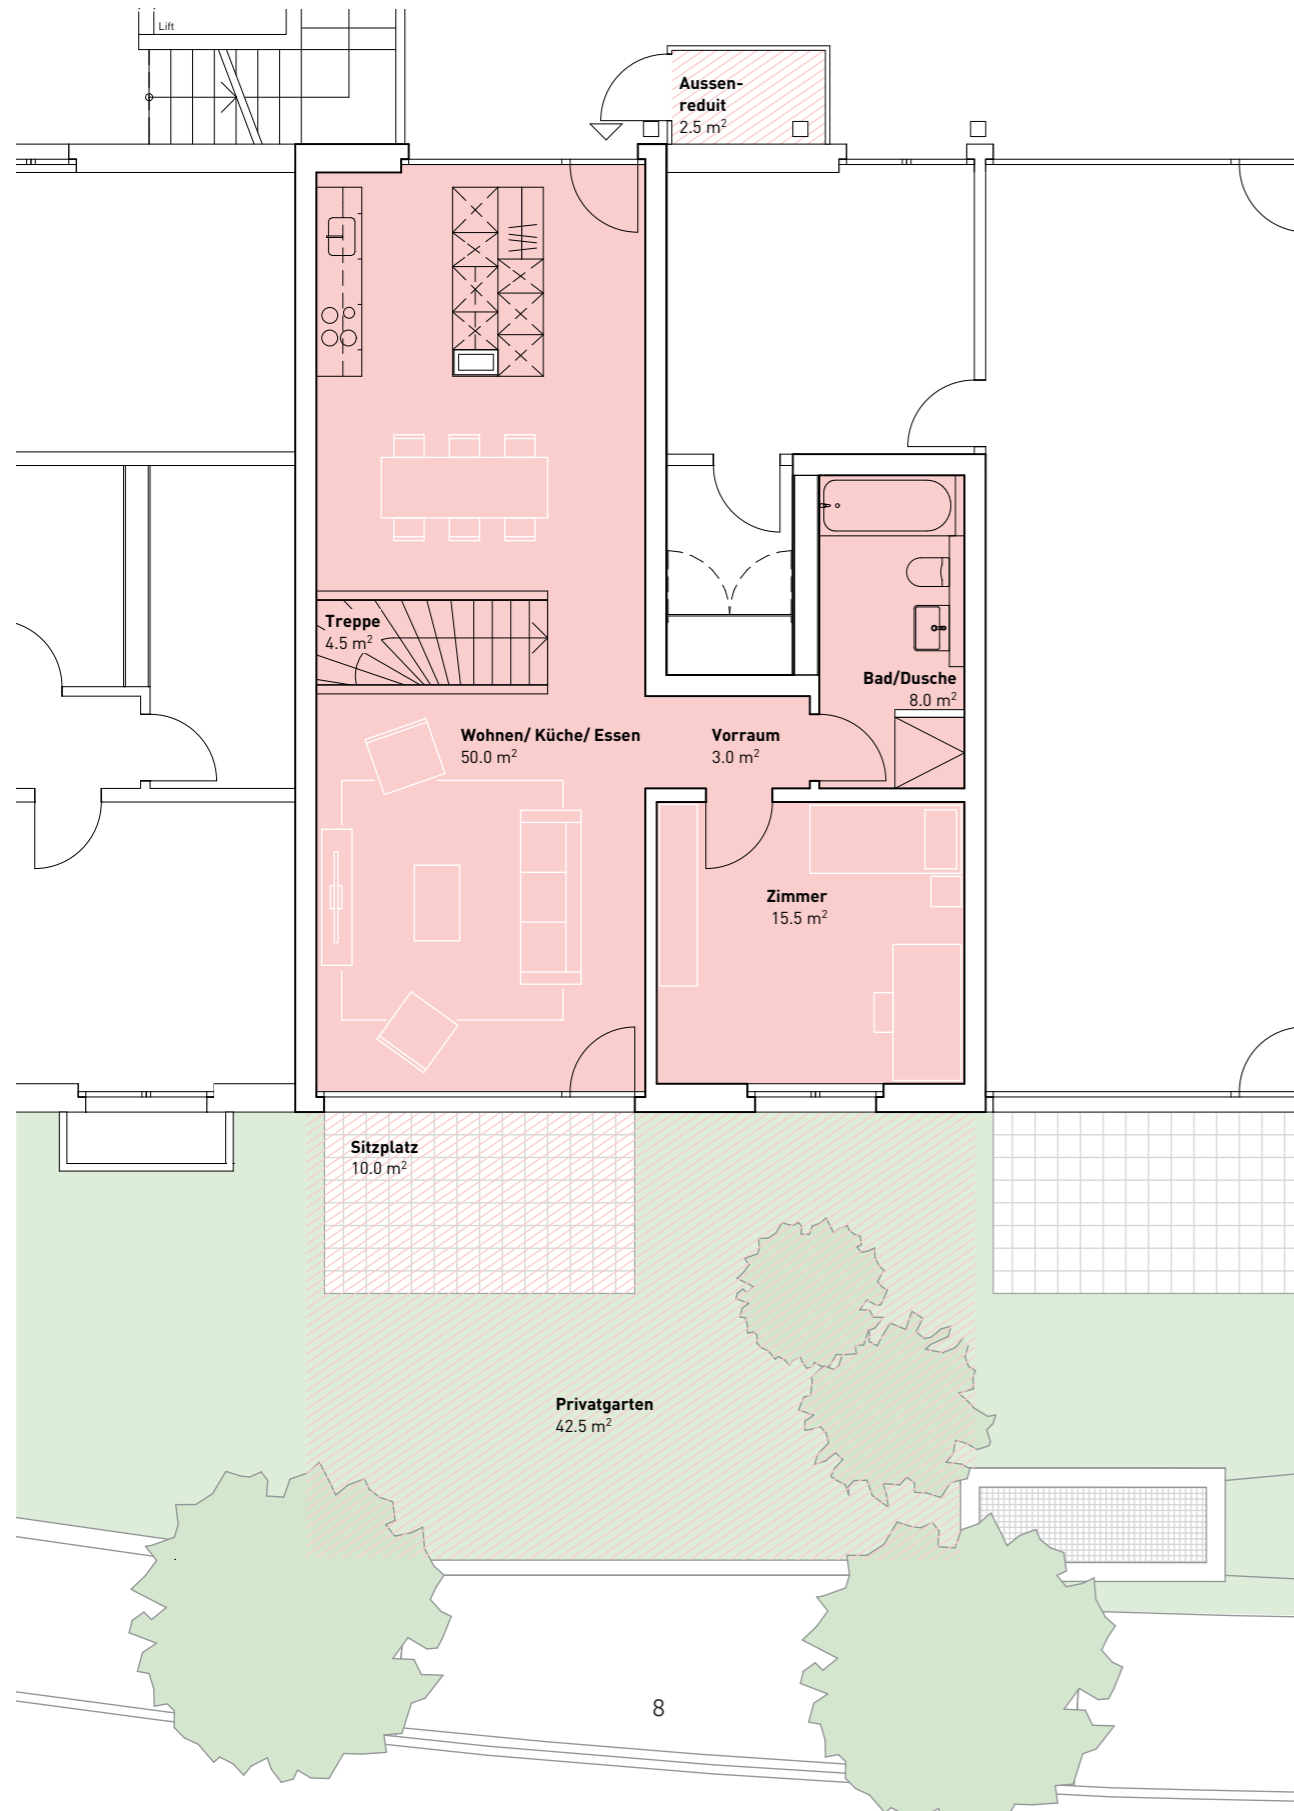 Lift
Aussen-
reduit
2.5 m²
Treppe
4.5 m²
Bad/Dusche
8.0 m²
Wohnen/ Küche/ Essen
50.0 m²
Vorraum
3.0 m²
Zimmer
15.5 m²
Sitzplatz
10.0 m²
Privatgarten
42.5 m²
8